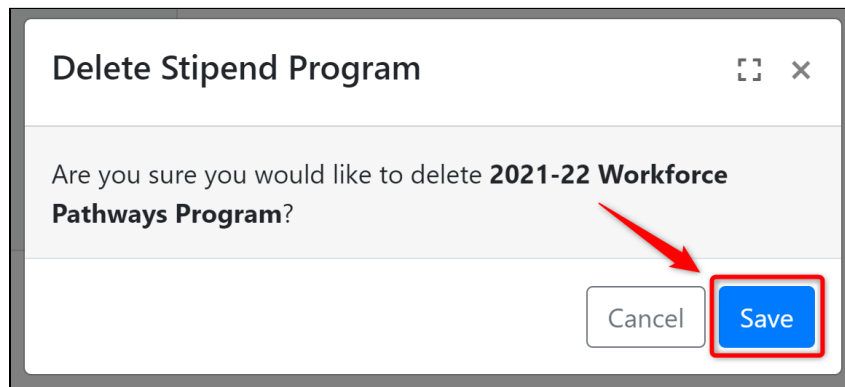 Delete Stipend Program
Are you sure you would like to delete 2021-22 Workforce
Pathways Program?
Cancel
Save